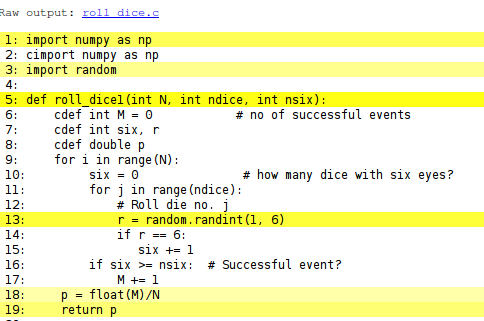 Raw output: roll_dice.c
1: import numpy as np
2: cimport numpy as np
3: import random
4:
5: def roll_dice1(int N, int ndice, int nsix):
6:     cdef int M = 0            # no of successful events
7:     cdef int six, r
8:     cdef double p
9:     for i in range(N):
10:         six = 0               # how many dice with six eyes?
11:         for j in range(ndice):
12:             # Roll die no. j
13:             r = random.randint(1, 6)
14:             if r == 6:
15:                six += 1
16:         if six >= nsix:  # Successful event?
17:             M += 1
18:     p = float(M)/N
19:     return p